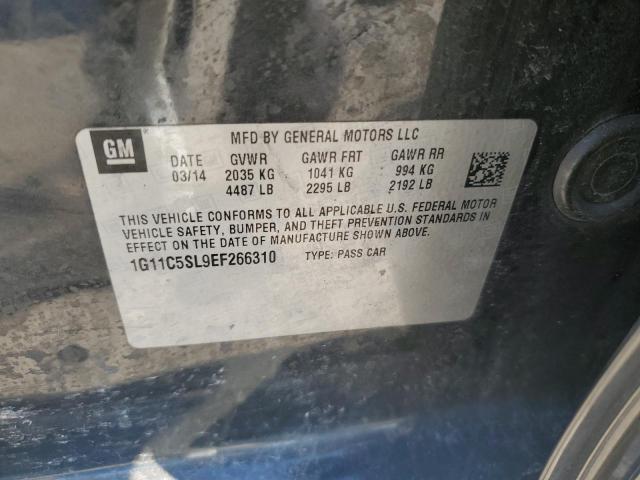 GM
MFD BY GENERAL MOTORS LLC
DATE GVWR GAWR FRT GAWR RR
03/14 2035 KG 1041 KG 994 KG
4487 LB 2295 LB 2192 LB
THIS VEHICLE CONFORMS TO ALL APPLICABLE U.S. FEDERAL MOTOR
VEHICLE SAFETY, BUMPER, AND THEFT PREVENTION STANDARDS IN
EFFECT ON THE DATE OF MANUFACTURE SHOWN ABOVE.
1G11C5SL9EF266310 TYPE: PASS CAR